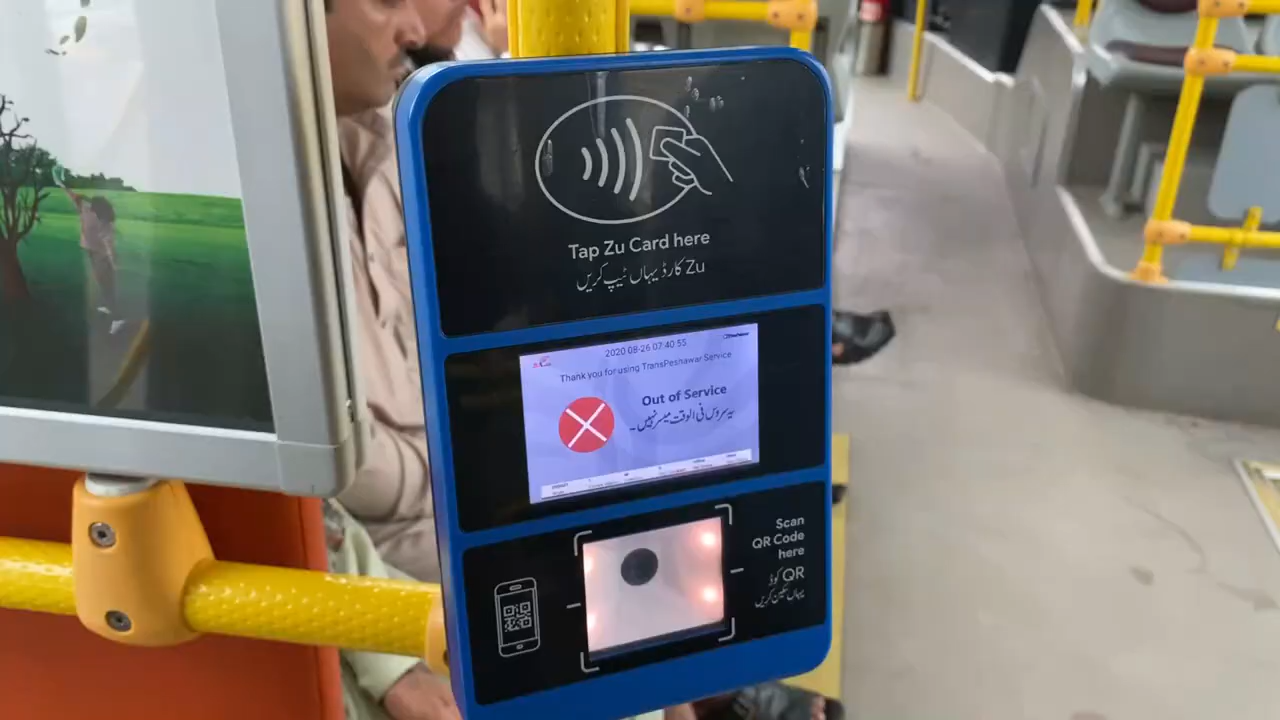 Tap Zu Card here
Zu کارڈ یہاں ٹیپ کریں
2020 08-26 07:40:55
Thank you for using TransPeshawar Service
Out of Service
یہ سروس فی الوقت میسر نہیں ۔
Scan
QR Code
here
QR کوڈ
یہاں سکین کریں